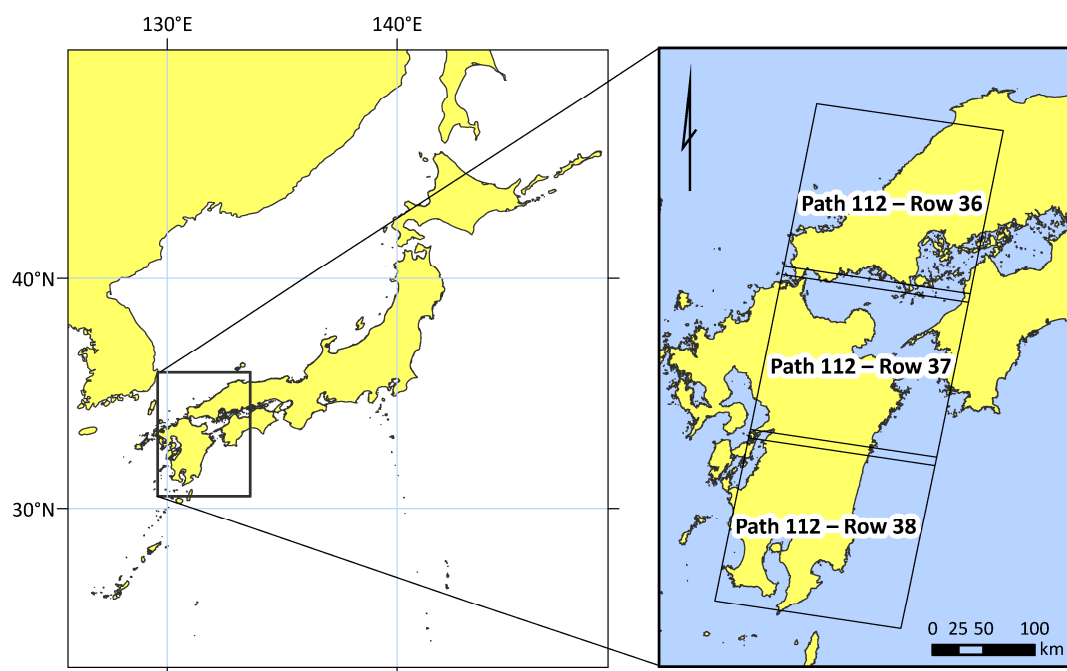 130°E 140°E
Path 112 – Row 36
40°N
Path 112 – Row 37
30°N
Path 112 – Row 38
0 25 50 100
km